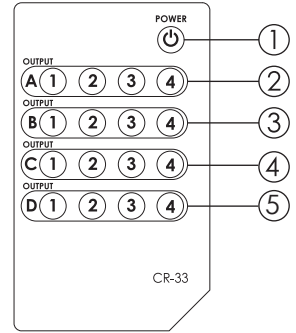 POWER
1
OUTPUT
A 1 2 3 4
2
OUTPUT
B 1 2 3 4
3
OUTPUT
C 1 2 3 4
4
OUTPUT
D 1 2 3 4
5
CR-33